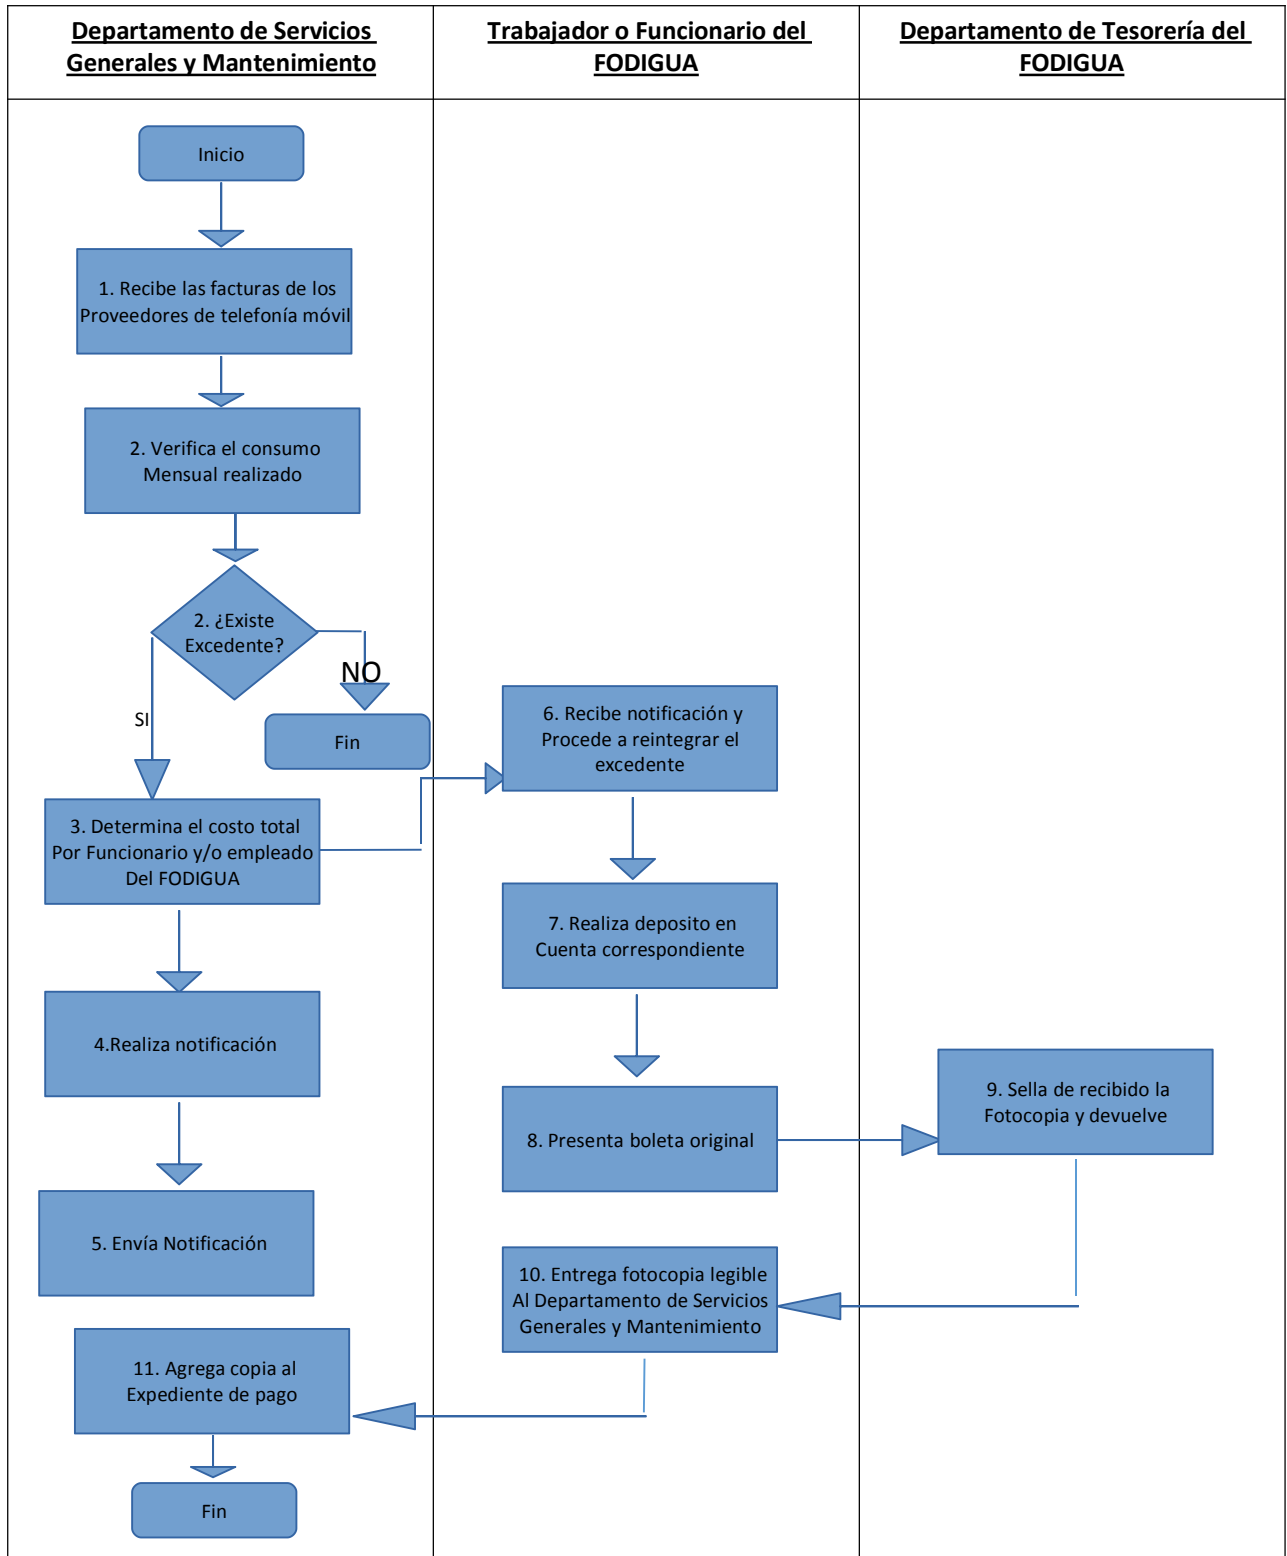 Departamento de Servicios
Generales y Mantenimiento
Trabajador o Funcionario del
FODIGUA
Departamento de Tesorería del
FODIGUA
Inicio
1. Recibe las facturas de los
Proveedores de telefonía móvil
2. Verifica el consumo
Mensual realizado
2. ¿Existe
Excedente?
NO
SI
Fin
3. Determina el costo total
Por Funcionario y/o empleado
Del FODIGUA
4.Realiza notificación
5. Envía Notificación
6. Recibe notificación y
Procede a reintegrar el
excedente
7. Realiza deposito en
Cuenta correspondiente
8. Presenta boleta original
9. Sella de recibido la
Fotocopia y devuelve
10. Entrega fotocopia legible
Al Departamento de Servicios
Generales y Mantenimiento
11. Agrega copia al
Expediente de pago
Fin